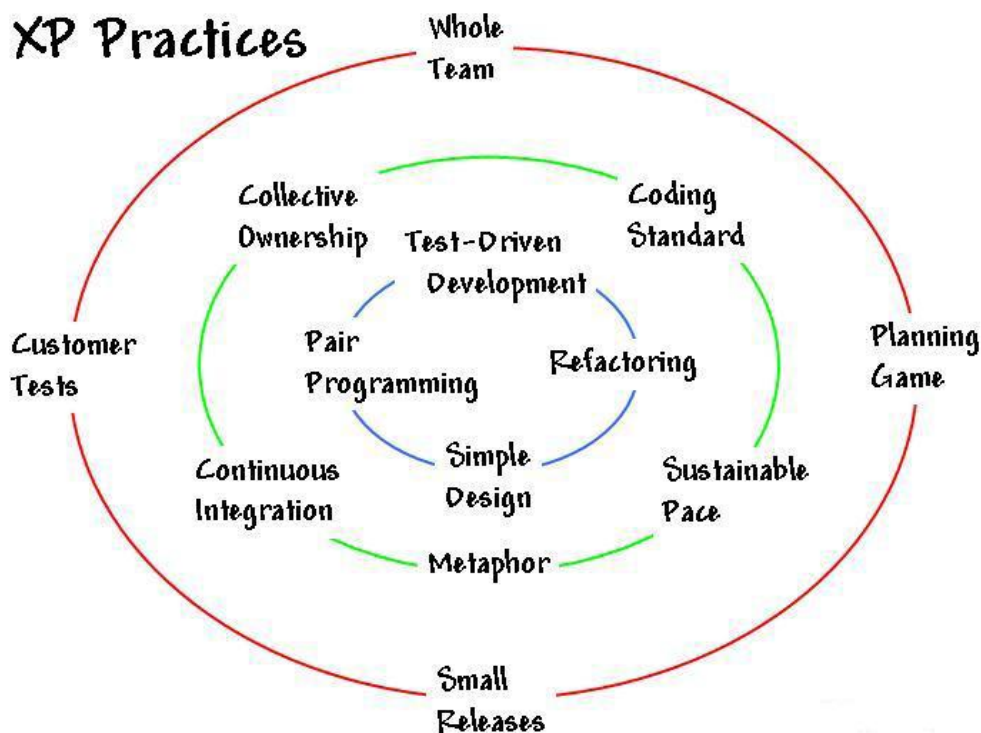 XP Practices
Whole
Team
Collective
Ownership
Coding
Standard
Test-Driven
Development
Customer
Tests
Pair
Programming
Refactoring
Planning
Game
Continuous
Integration
Simple
Design
Sustainable
Pace
Metaphor
Small
Releases